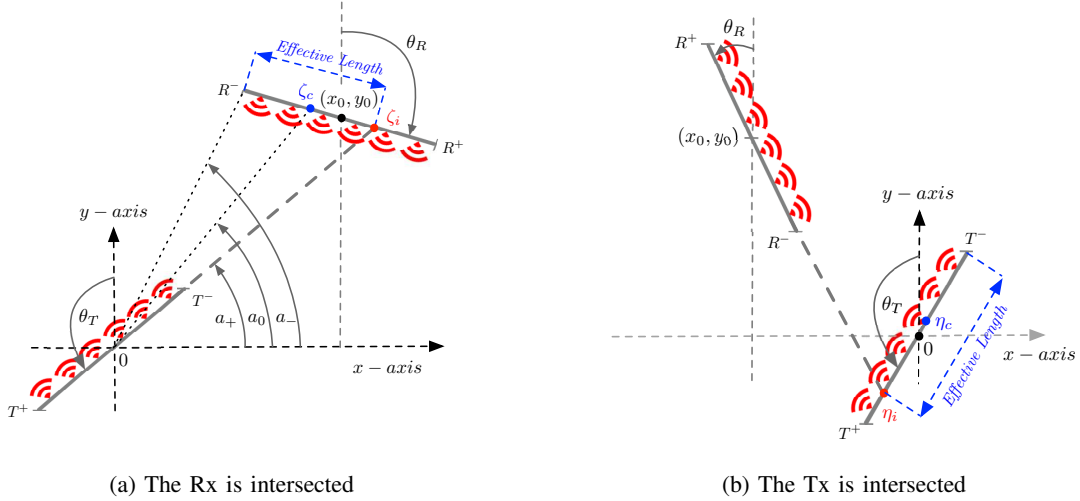 θ_R
Effective Length
R^−
ζ_c
(x_0, y_0)
ζ_i
R^+
y − axis
T^−
θ_T
a_+
a_0
a_−
0
x − axis
T^+
(a) The Rx is intersected
R^+
θ_R
(x_0, y_0)
R^−
T^−
θ_T
η_c
0
x − axis
Effective Length
η_i
T^+
(b) The Tx is intersected